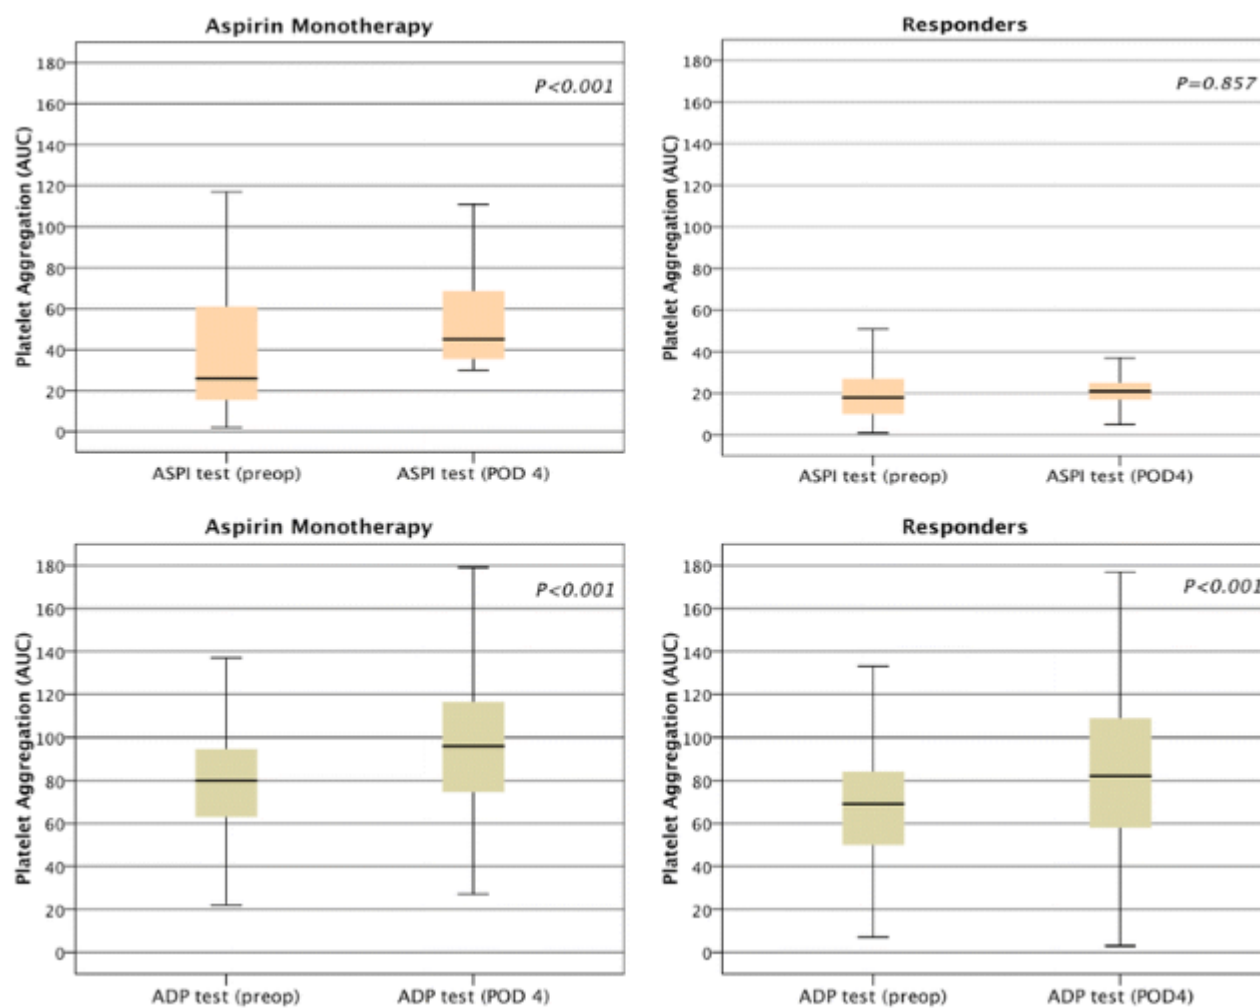 Aspirin Monotherapy
180
160
140
120
100
80
60
40
20
0
Platelet Aggregation (AUC)
P<0.001
ASPI test (preop)
ASPI test (POD 4)
Responders
180
160
140
120
100
80
60
40
20
0
Platelet Aggregation (AUC)
P=0.857
ASPI test (preop)
ASPI test (POD4)
Aspirin Monotherapy
180
160
140
120
100
80
60
40
20
0
Platelet Aggregation (AUC)
P<0.001
ADP test (preop)
ADP test (POD 4)
Responders
180
160
140
120
100
80
60
40
20
0
Platelet Aggregation (AUC)
P<0.001
ADP test (preop)
ADP test (POD4)